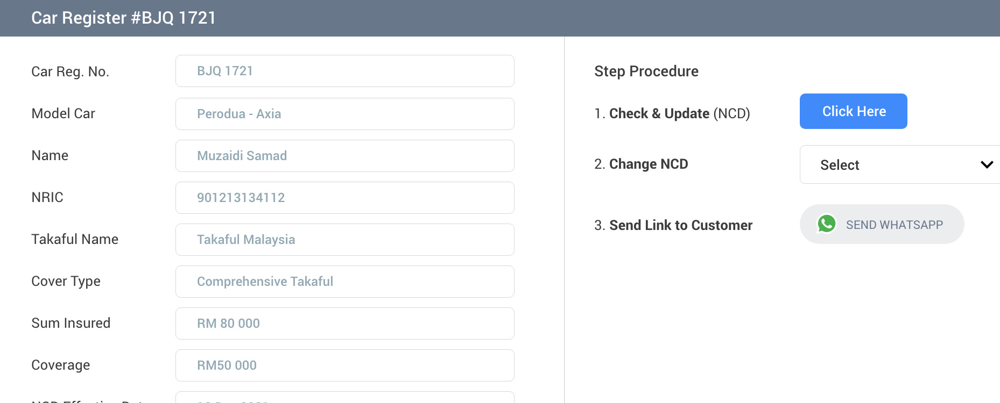 Car Register #BJQ 1721
Car Reg. No.
BJQ 1721
Model Car
Perodua - Axia
Name
Muzaidi Samad
NRIC
901213134112
Takaful Name
Takaful Malaysia
Cover Type
Comprehensive Takaful
Sum Insured
RM 80 000
Coverage
RM50 000
Step Procedure
1. Check & Update (NCD)
Click Here
2. Change NCD
Select
3. Send Link to Customer
SEND WHATSAPP